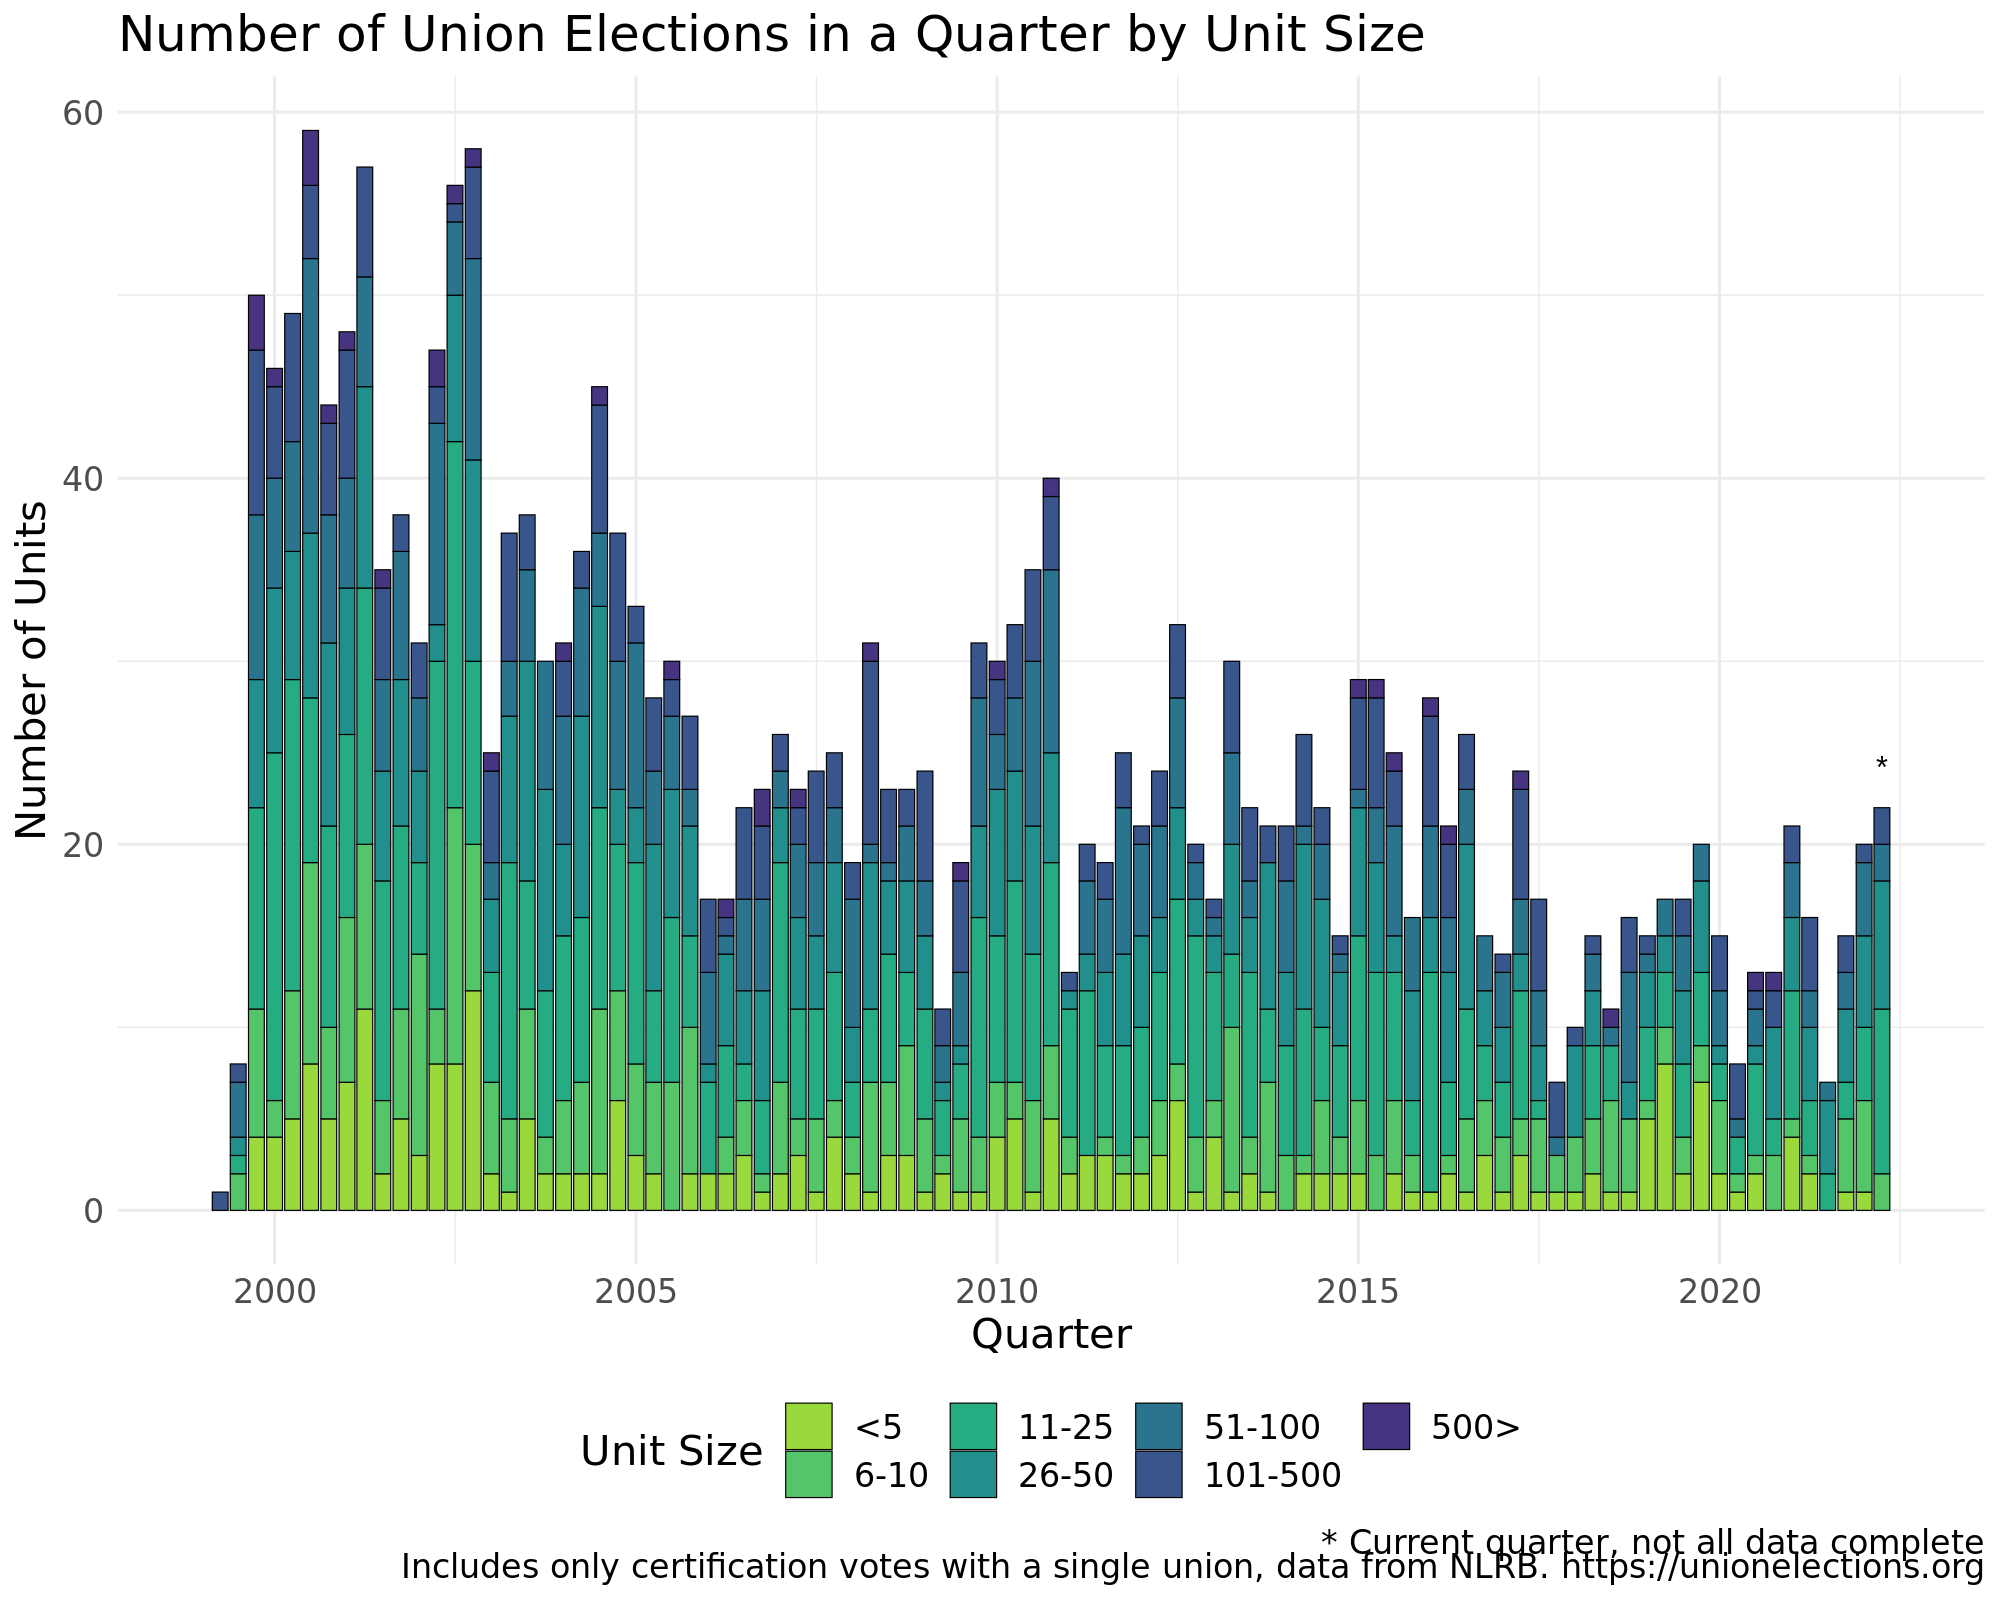 Number of Union Elections in a Quarter by Unit Size
60
40
20
0
Number of Units
*
2000 2005 2010 2015 2020
Quarter
Unit Size
<5 11-25 51-100 500>
6-10 26-50 101-500
* Current quarter, not all data complete
Includes only certification votes with a single union, data from NLRB. https://unionelections.org